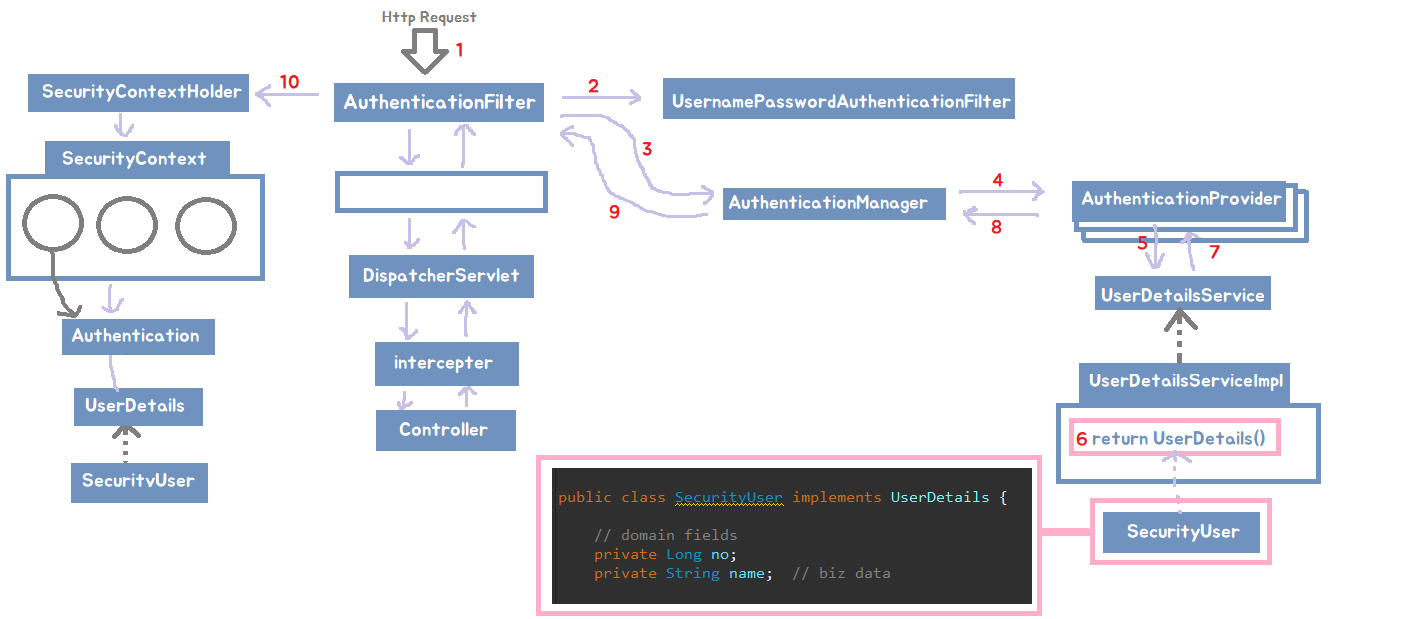 Http Request
1
SecurityContextHolder
10
AuthenticationFilter
2
UsernamePasswordAuthenticationFilter
SecurityContext
3
9
AuthenticationManager
4
8
AuthenticationProvider
5
7
DispatcherServlet
UserDetailsService
Authentication
intercepter
UserDetailsServiceImpl
UserDetails
Controller
6 return UserDetails()
SecurityUser
public class SecurityUser implements UserDetails {
// domain fields
private Long no;
private String name; // biz data
SecurityUser